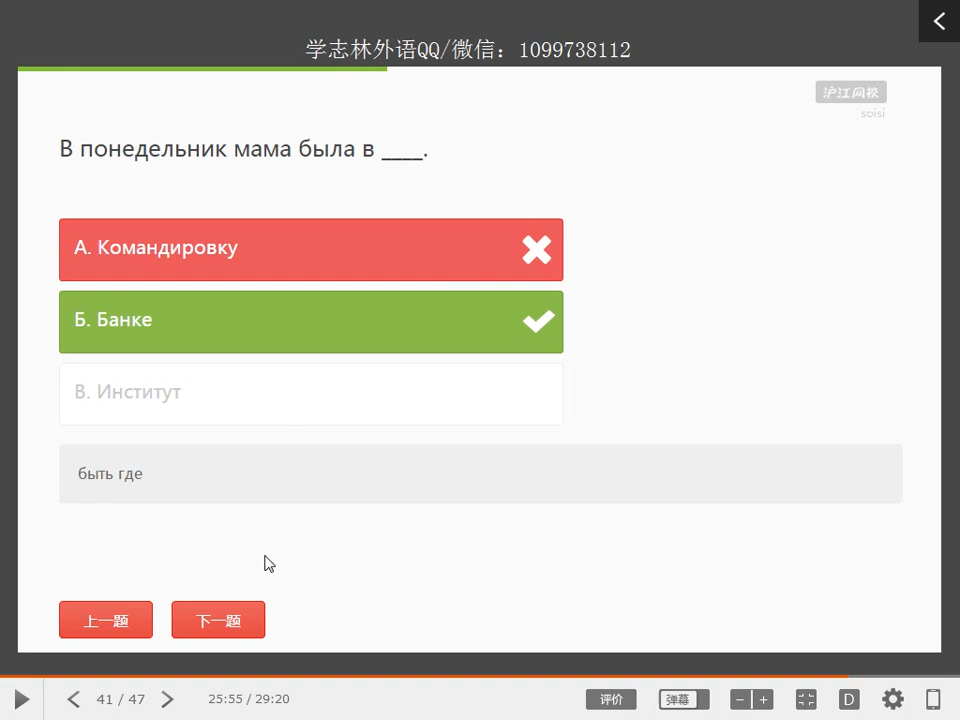 学志林外语QQ/微信：1099738112
沪江网校
soisi
В понедельник мама была в ____.
А. Командировку
Б. Банке
В. Институт
быть где
上一题
下一题
41 / 47
25:55 / 29:20
评价
弹幕
D